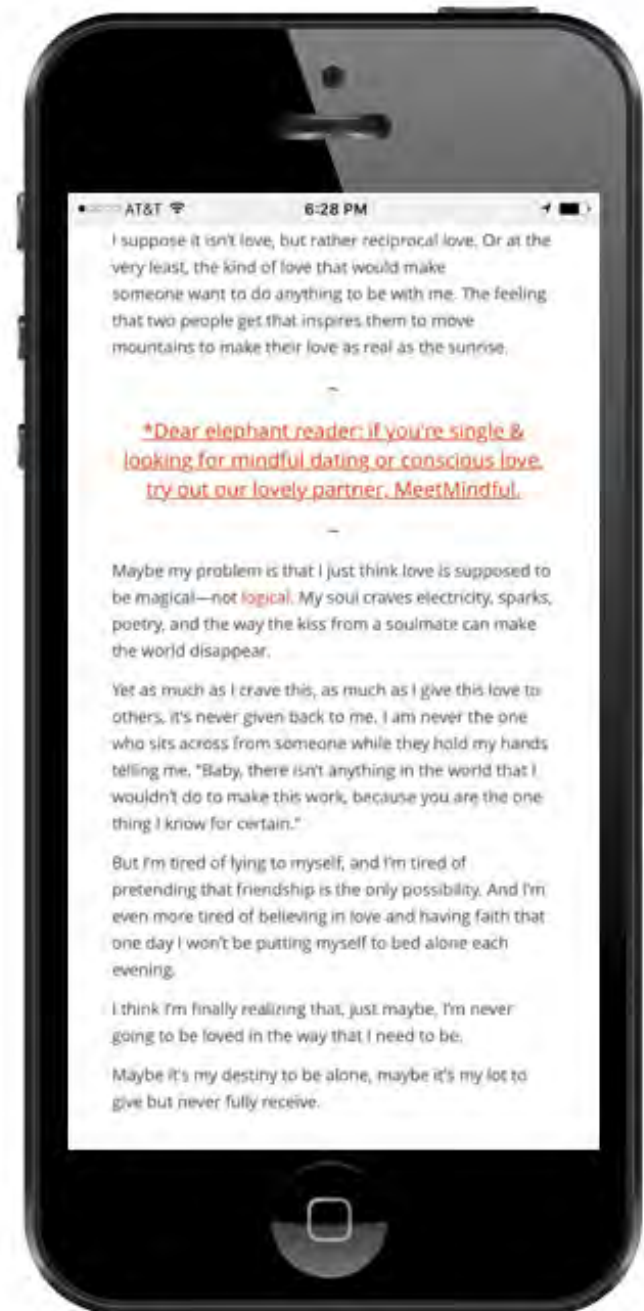 AT&T 6:28 PM
I suppose it isn't love, but rather reciprocal love. Or at the
very least, the kind of love that would make
someone want to do anything to be with me. The feeling
that two people get that inspires them to move
mountains to make their love as real as the sunrise.
~
*Dear elephant reader: if you're single &
looking for mindful dating or conscious love,
try out our lovely partner, MeetMindful.
~
Maybe my problem is that I just think love is supposed to
be magical—not logical. My soul craves electricity, sparks,
poetry, and the way the kiss from a soulmate can make
the world disappear.
Yet as much as I crave this, as much as I give this love to
others, it's never given back to me. I am never the one
who sits across from someone while they hold my hands
telling me, "Baby, there isn't anything in the world that I
wouldn't do to make this work, because you are the one
thing I know for certain."
But I'm tired of lying to myself, and I'm tired of
pretending that friendship is the only possibility. And I'm
even more tired of believing in love and having faith that
one day I won't be putting myself to bed alone each
evening.
I think I'm finally realizing that, just maybe, I'm never
going to be loved in the way that I need to be.
Maybe it's my destiny to be alone, maybe it's my lot to
give but never fully receive.